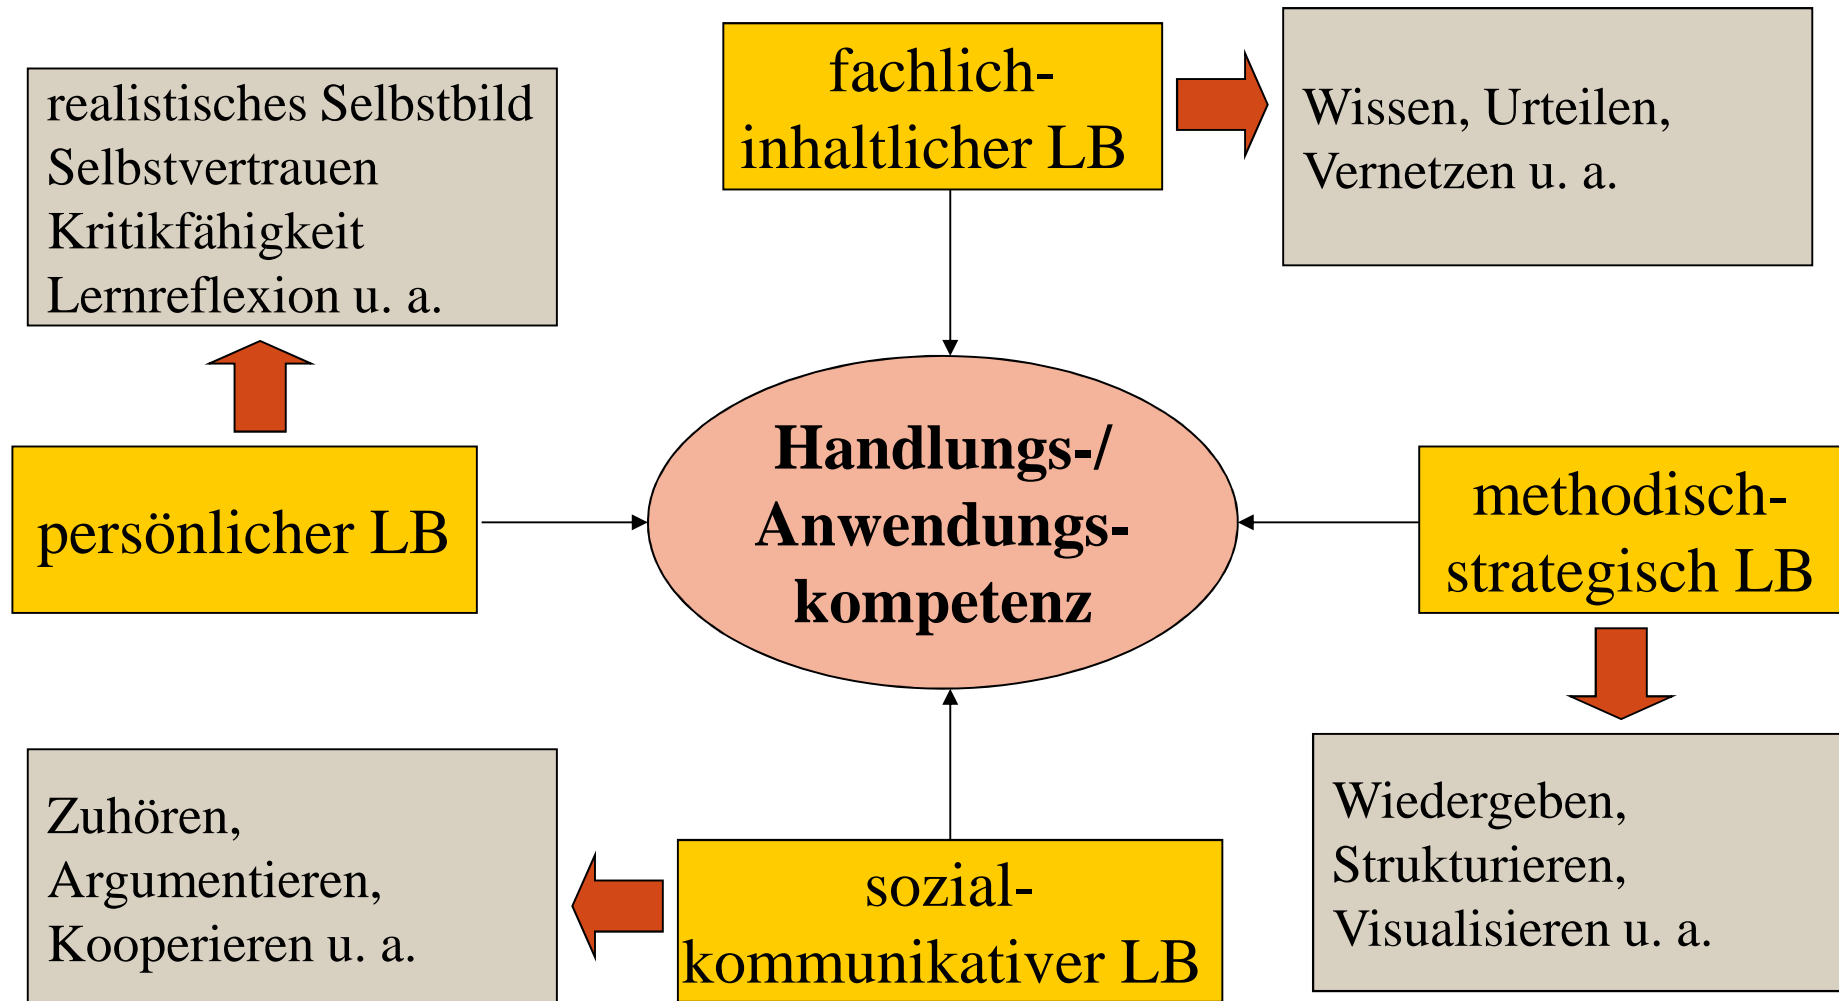 fachlich-
inhaltlicher LB
Wissen, Urteilen,
Vernetzen u. a.
realistisches Selbstbild
Selbstvertrauen
Kritikfähigkeit
Lernreflexion u. a.
persönlicher LB
Handlungs-/
Anwendungs-
kompetenz
methodisch-
strategisch LB
Zuhören,
Argumentieren,
Kooperieren u. a.
sozial-
kommunikativer LB
Wiedergeben,
Strukturieren,
Visualisieren u. a.